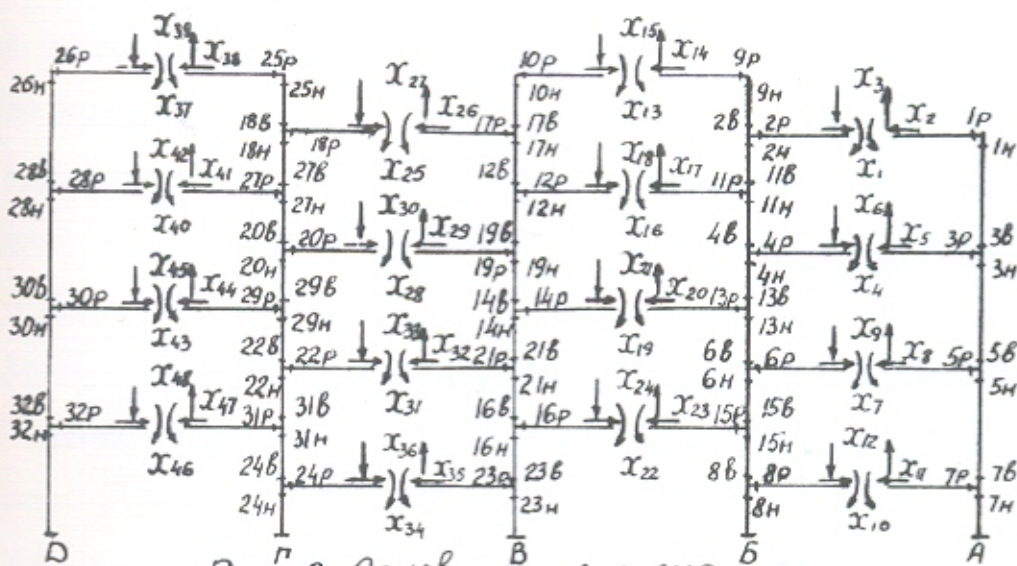 X₃₉ X₁₅
26р X₃₈ 25р X₂₇ 10р X₁₄ 9р X₃
26н X₃₇ 25н X₂₆ 10н X₁₃ 9н X₂ 1р
18в 18р 17р 17в 2в 2р 1н
X₄₂ 18н X₂₅ 17н X₁₈ 2н X₁
28в 28р X₄₁ 27р 27в 12в 12р X₁₇ 11р 11в
28н X₄₀ 27н X₃₀ 12н X₁₆ 11н X₆
20в 20р X₂₉ 19в 4в 4р X₅ 3р 3в
X₄₅ 20н X₂₈ 19р 19н X₂₁ 4н X₄ 3н
30в 30р X₄₄ 29р 29в 14в 14р X₂₀ 13р 13в
30н X₄₃ 29н X₃₃ 14н X₁₉ 13н X₉
22в 22р X₃₂ 21р 21в 6в 6р X₈ 5р 5в
X₄₈ 22н X₃₁ 21н X₂₄ 6н X₇ 5н
32в 32р X₄₇ 31р 31в 16в 16р X₂₃ 15р 15в
32н X₄₆ 31н X₃₆ 16н X₂₂ 15н X₁₂
24в 24р X₃₅ 23р 23в 8в 8р X₁₁ 7р 7в
24н X₃₄ 23н 8н X₁₀ 7н
D Г В Б А